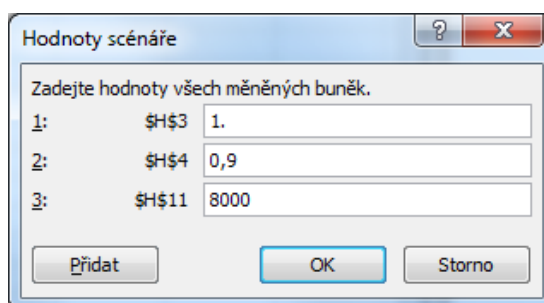 Hodnoty scénáře
Zadejte hodnoty všech měněných buněk.
1: $H$3 1.
2: $H$4 0,9
3: $H$11 8000
Přidat OK Storno